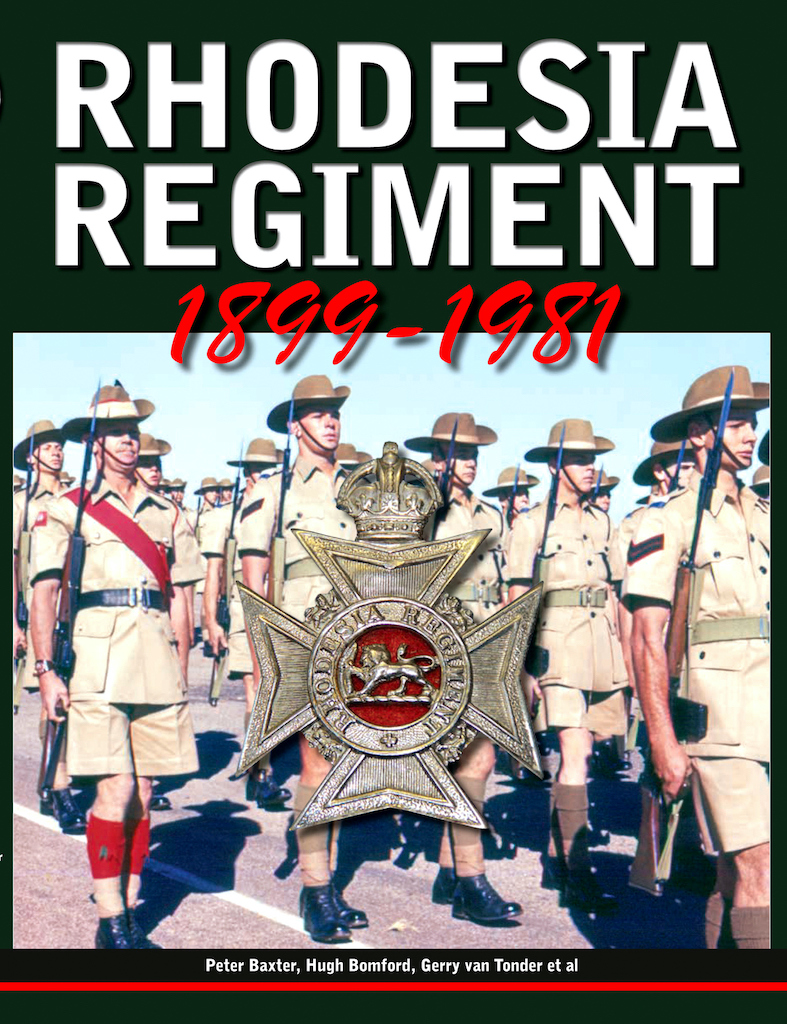 RHODESIA
REGIMENT
1899-1981
RHODESIA REGIMENT
Peter Baxter, Hugh Bomford, Gerry van Tonder et al